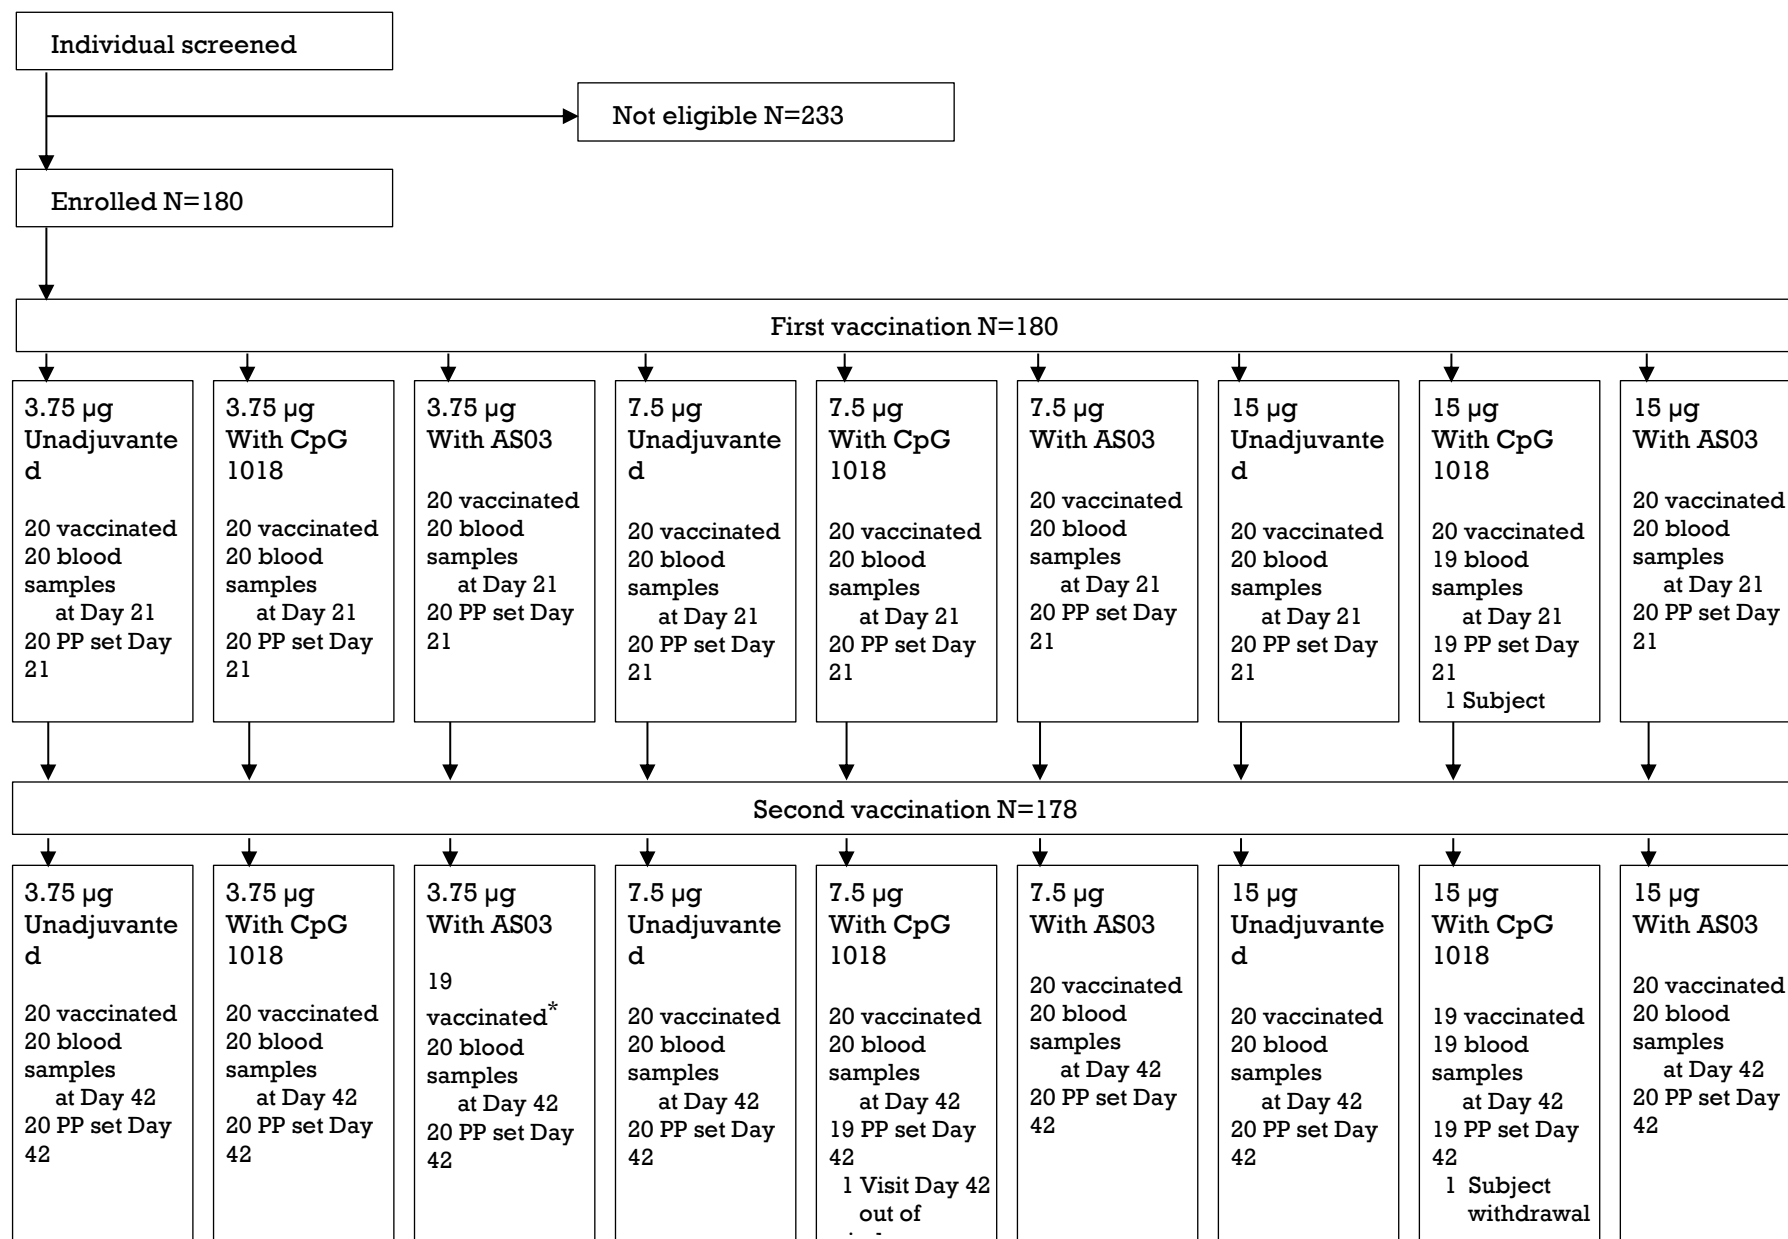 Individual screened
Not eligible N=233
Enrolled N=180
First vaccination N=180
3.75 µg
Unadjuvante
d
20 vaccinated
20 blood
samples
at Day 21
20 PP set Day
21
3.75 µg
With CpG
1018
20 vaccinated
20 blood
samples
at Day 21
20 PP set Day
21
3.75 µg
With AS03
20 vaccinated
20 blood
samples
at Day 21
20 PP set Day
21
7.5 µg
Unadjuvante
d
20 vaccinated
20 blood
samples
at Day 21
20 PP set Day
21
7.5 µg
With CpG
1018
20 vaccinated
20 blood
samples
at Day 21
20 PP set Day
21
7.5 µg
With AS03
20 vaccinated
20 blood
samples
at Day 21
20 PP set Day
21
15 µg
Unadjuvante
d
20 vaccinated
20 blood
samples
at Day 21
20 PP set Day
21
15 µg
With CpG
1018
20 vaccinated
19 blood
samples
at Day 21
19 PP set Day
21
1 Subject
15 µg
With AS03
20 vaccinated
20 blood
samples
at Day 21
20 PP set Day
21
Second vaccination N=178
3.75 µg
Unadjuvante
d
20 vaccinated
20 blood
samples
at Day 42
20 PP set Day
42
3.75 µg
With CpG
1018
20 vaccinated
20 blood
samples
at Day 42
20 PP set Day
42
3.75 µg
With AS03
19
vaccinated*
20 blood
samples
at Day 42
20 PP set Day
42
7.5 µg
Unadjuvante
d
20 vaccinated
20 blood
samples
at Day 42
20 PP set Day
42
7.5 µg
With CpG
1018
20 vaccinated
20 blood
samples
at Day 42
19 PP set Day
42
1 Visit Day 42
out of
7.5 µg
With AS03
20 vaccinated
20 blood
samples
at Day 42
20 PP set Day
42
15 µg
Unadjuvante
d
20 vaccinated
20 blood
samples
at Day 42
20 PP set Day
42
15 µg
With CpG
1018
19 vaccinated
19 blood
samples
at Day 42
19 PP set Day
42
1 Subject
withdrawal
15 µg
With AS03
20 vaccinated
20 blood
samples
at Day 42
20 PP set Day
42